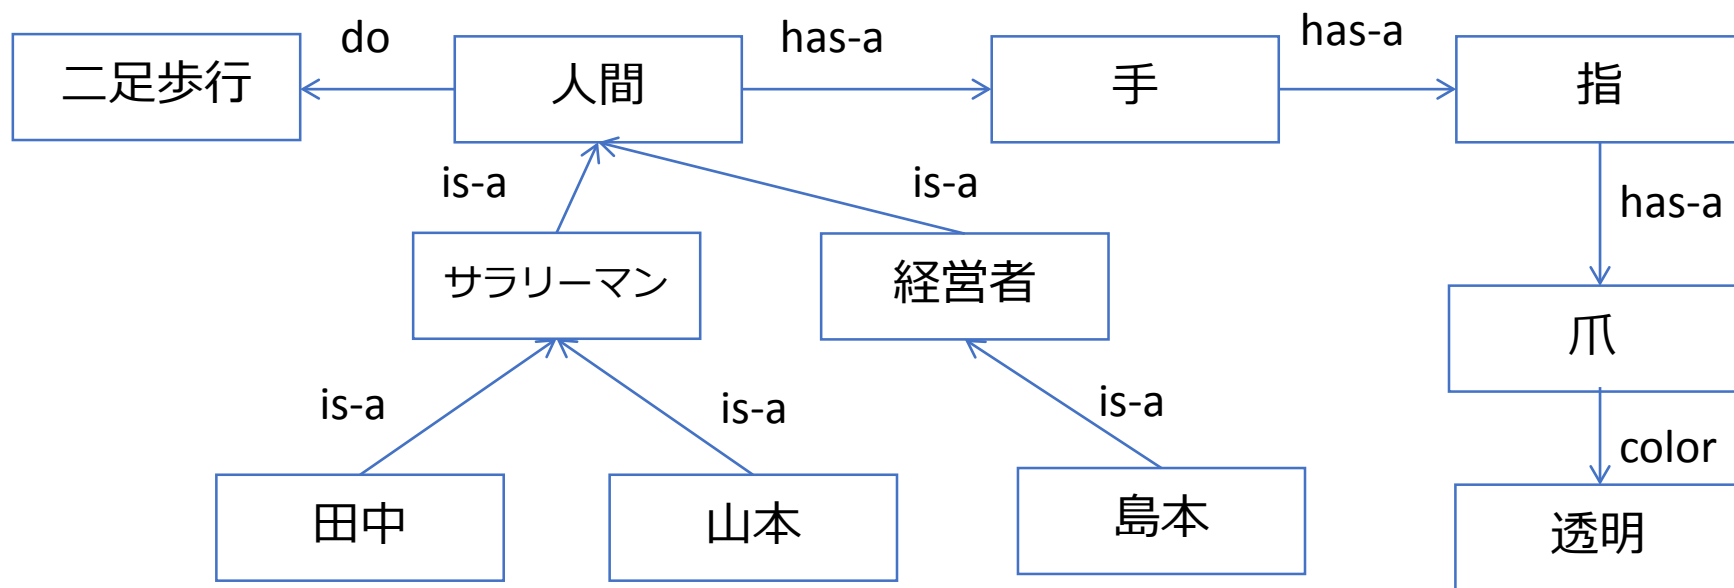 do
has-a
has-a
二足歩行
人間
手
指
is-a
is-a
has-a
サラリーマン
経営者
爪
is-a
is-a
is-a
color
田中
山本
島本
透明